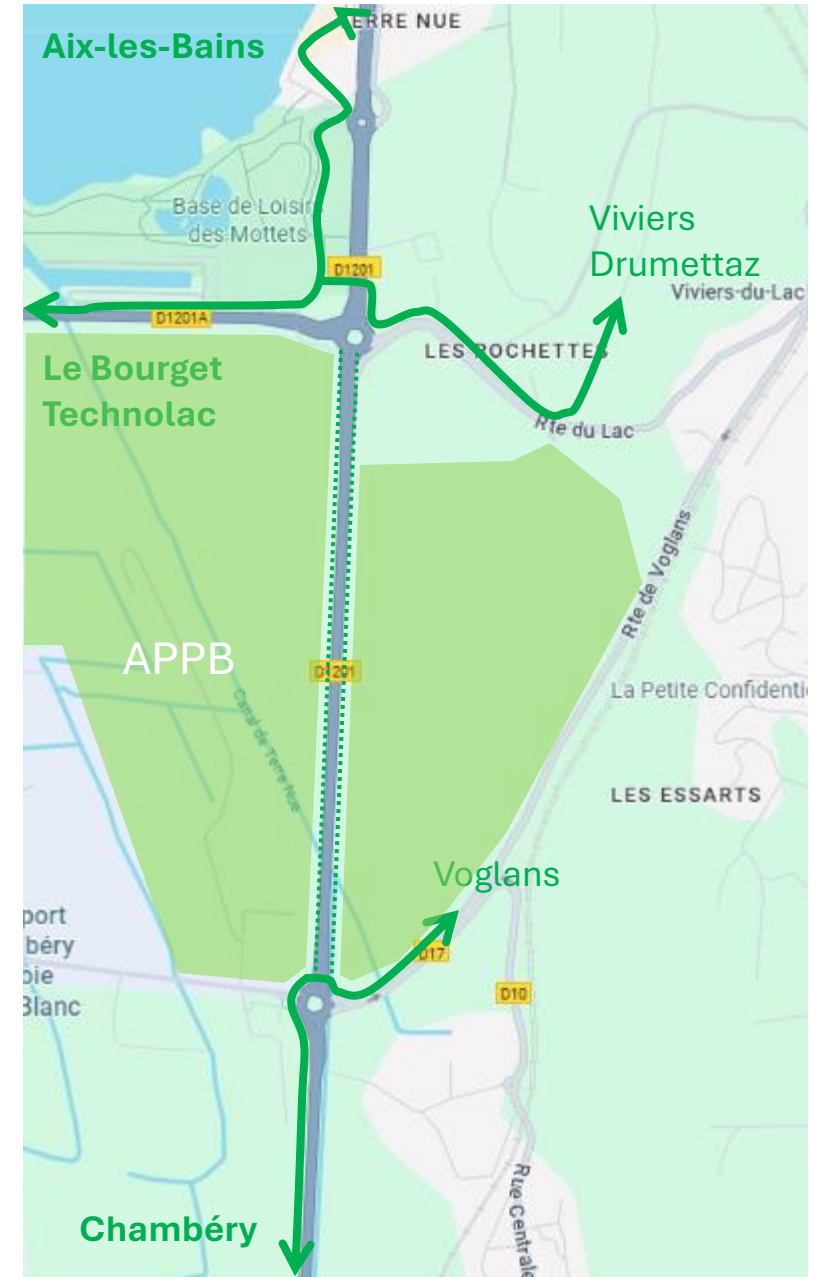 ERRE NUE
Aix-les-Bains
Base de Loisirs
des Mottets
Viviers
Drumettaz
D1201
Viviers-du-Lac
D1201A
LES ROCHETTES
Le Bourget
Technolac
Rte du Lac
Rte de Voglans
APPB
D1201
La Petite Confidenti
Canal de Terre Nue
LES ESSARTS
Voglans
port
béry
oie
Blanc
D17
D10
Rue Centrale
Chambéry